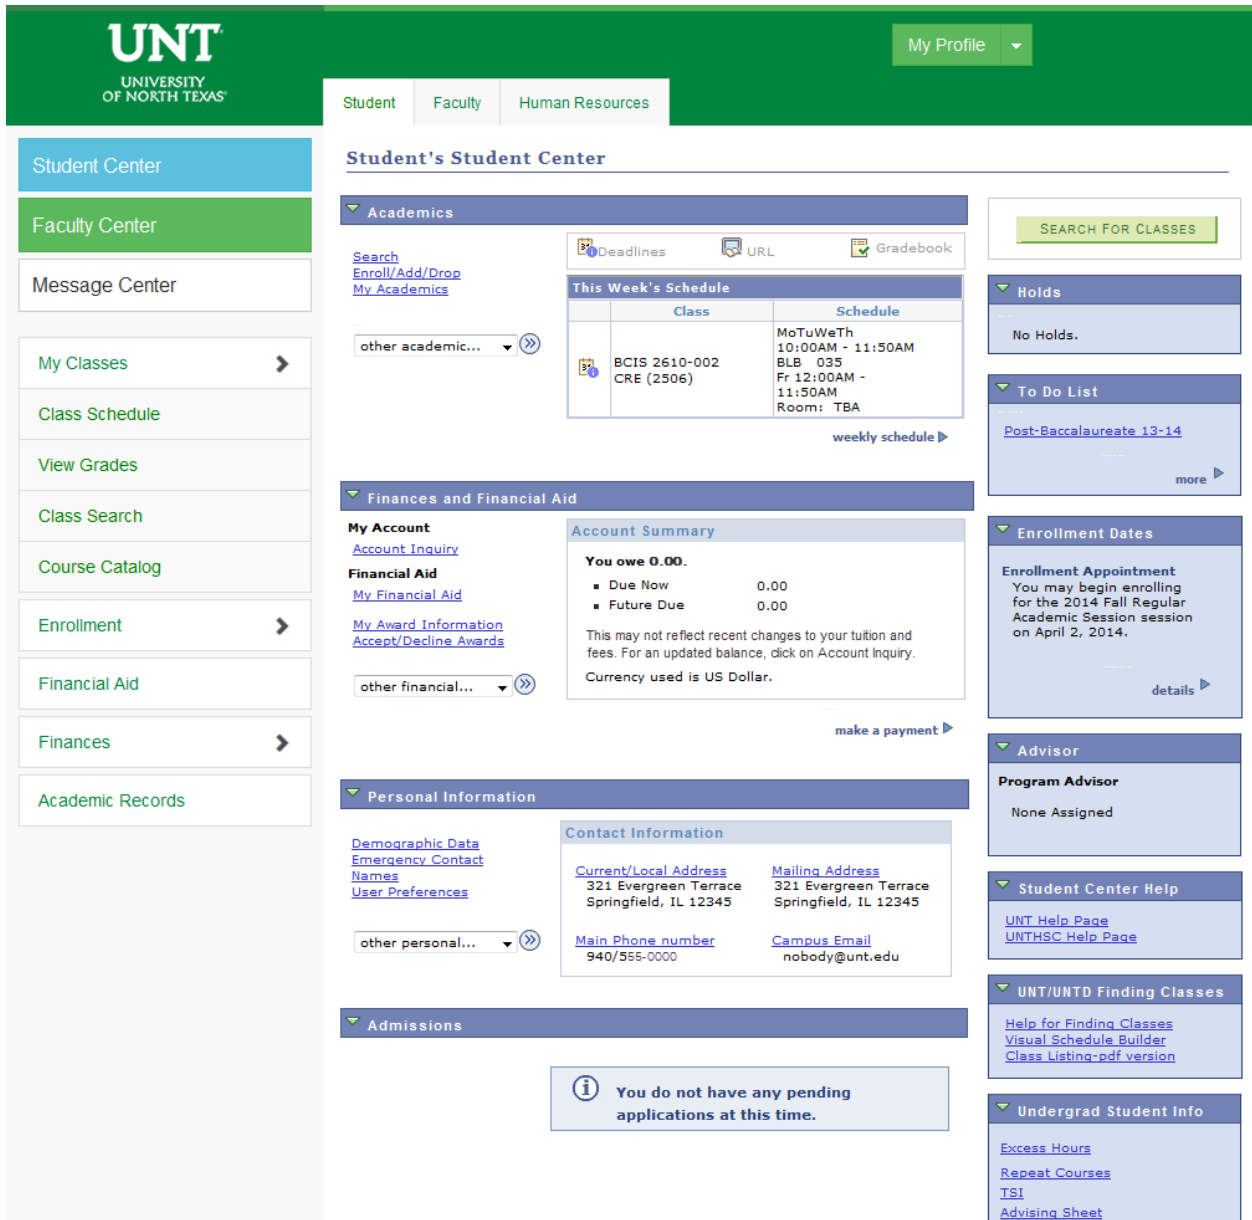 UNT
UNIVERSITY
OF NORTH TEXAS
My Profile
Student
Faculty
Human Resources
Student Center
Faculty Center
Message Center
My Classes
Class Schedule
View Grades
Class Search
Course Catalog
Enrollment
Financial Aid
Finances
Academic Records
Student's Student Center
Academics
Search
Enroll/Add/Drop
My Academics
other academic...
Deadlines
URL
Gradebook
This Week's Schedule
Class
Schedule
BCIS 2610-002
CRE (2506)
MoTuWeTh
10:00AM - 11:50AM
BLB 035
Fr 12:00AM -
11:50AM
Room: TBA
weekly schedule
Finances and Financial Aid
My Account
Account Inquiry
Financial Aid
My Financial Aid
My Award Information
Accept/Decline Awards
other financial...
Account Summary
You owe 0.00.
Due Now 0.00
Future Due 0.00
This may not reflect recent changes to your tuition and
fees. For an updated balance, click on Account Inquiry.
Currency used is US Dollar.
make a payment
Personal Information
Demographic Data
Emergency Contact
Names
User Preferences
other personal...
Contact Information
Current/Local Address
321 Evergreen Terrace
Springfield, IL 12345
Mailing Address
321 Evergreen Terrace
Springfield, IL 12345
Main Phone number
940/555-0000
Campus Email
nobody@unt.edu
Admissions
You do not have any pending
applications at this time.
SEARCH FOR CLASSES
Holds
No Holds.
To Do List
Post-Baccalaureate 13-14
more
Enrollment Dates
Enrollment Appointment
You may begin enrolling
for the 2014 Fall Regular
Academic Session session
on April 2, 2014.
details
Advisor
Program Advisor
None Assigned
Student Center Help
UNT Help Page
UNTHSC Help Page
UNT/UNTD Finding Classes
Help for Finding Classes
Visual Schedule Builder
Class Listing-pdf version
Undergrad Student Info
Excess Hours
Repeat Courses
TSI
Advising Sheet